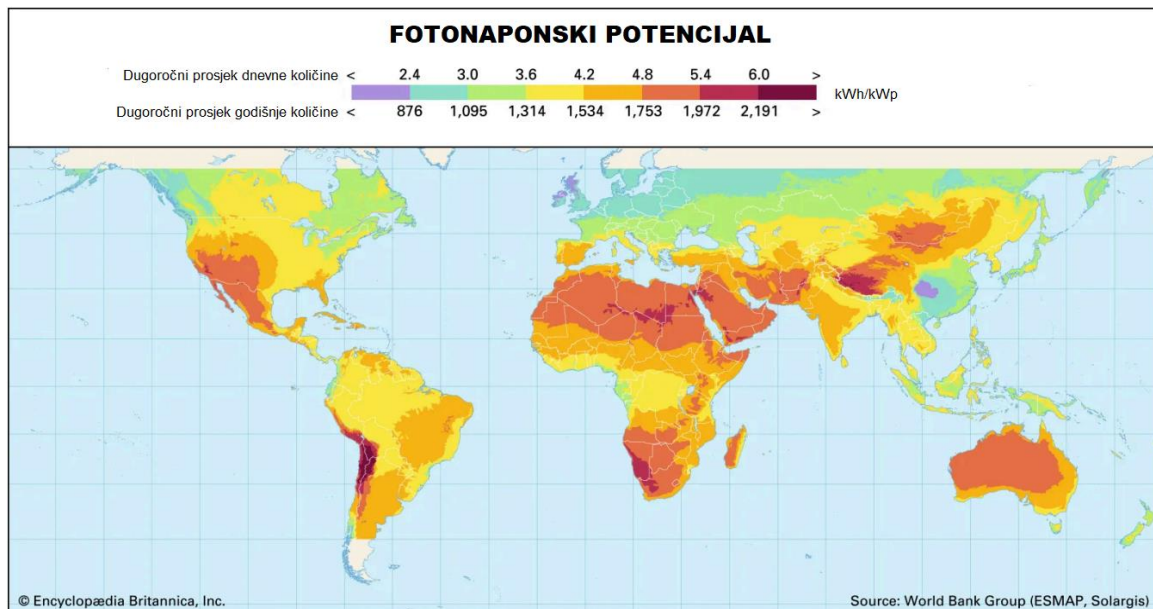 FOTONAPONSKI POTENCIJAL
Dugoročni prosjek dnevne količine < 2.4 3.0 3.6 4.2 4.8 5.4 6.0 >
kWh/kWp
Dugoročni prosjek godišnje količine < 876 1,095 1,314 1,534 1,753 1,972 2,191 >
© Encyclopædia Britannica, Inc.
Source: World Bank Group (ESMAP, Solargis)